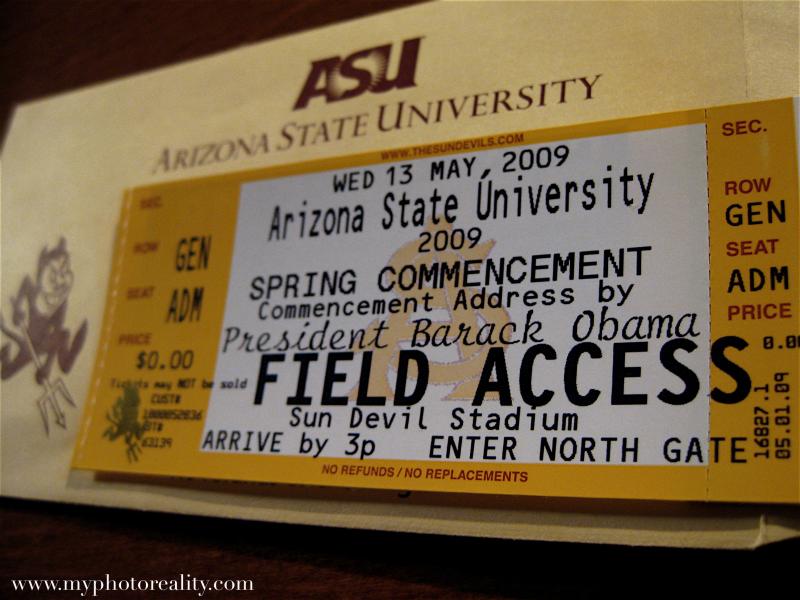 ASU
ARIZONA STATE UNIVERSITY
WWW.THESUNDEVILS.COM
WED 13 MAY, 2009
Arizona State University
2009
SPRING COMMENCEMENT
Commencement Address by
President Barack Obama
FIELD ACCESS
Sun Devil Stadium
ARRIVE by 3p ENTER NORTH GATE
NO REFUNDS / NO REPLACEMENTS
SEC.
ROW
GEN
SEAT
ADM
PRICE
$0.00
Tickets may NOT be sold
CUST#
63139
SEC.
ROW
GEN
SEAT
ADM
PRICE
16827.1
05.01.09
www.myphotoreality.com